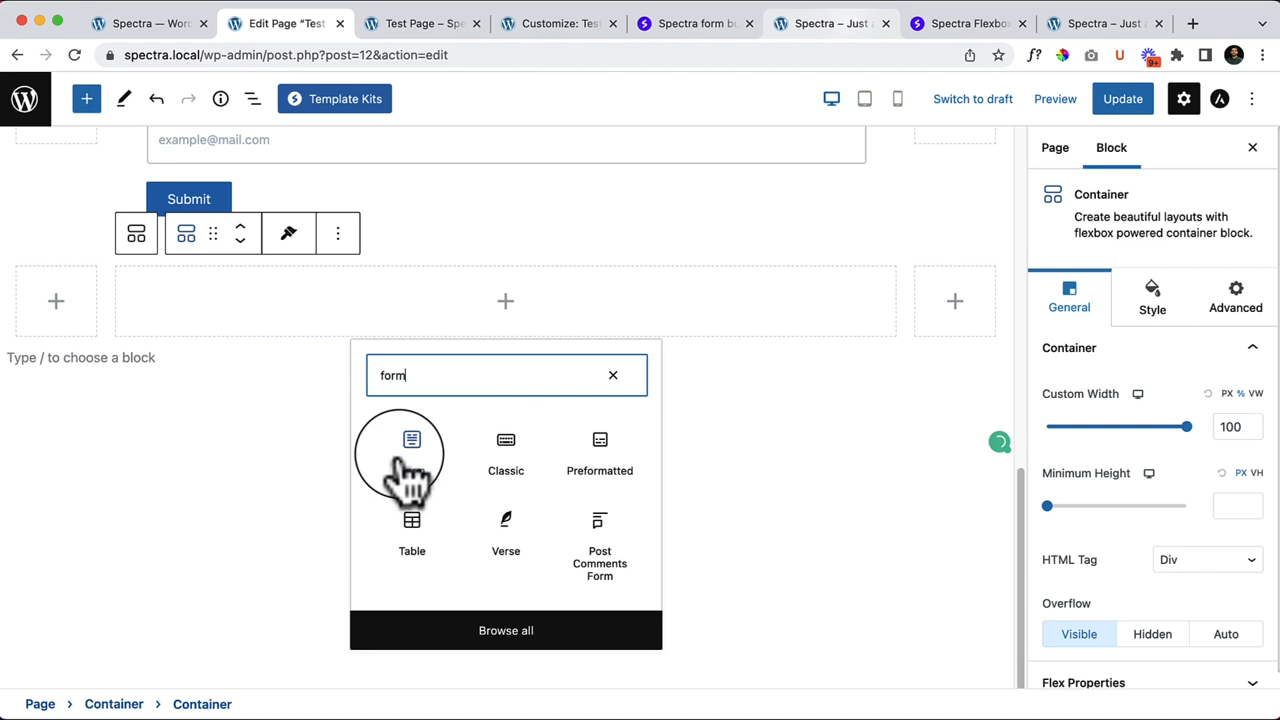 Spectra – Wor
Edit Page “Test
Test Page – Spe
Customize: Test
Spectra form bu
Spectra – Just a
Spectra Flexbox
Spectra – Just a
spectra.local/wp-admin/post.php?post=12&action=edit
f?
U
9+
Template Kits
Switch to draft
Preview
Update
example@mail.com
Page
Block
Submit
Container
Create beautiful layouts with
flexbox powered container block.
General
Style
Advanced
Type / to choose a block
Container
form
Custom Width
PX % VW
100
Classic
Preformatted
Minimum Height
PX VH
Table
Verse
Post
Comments
Form
HTML Tag
Div
Overflow
Browse all
Visible
Hidden
Auto
Flex Properties
Page
Container
Container